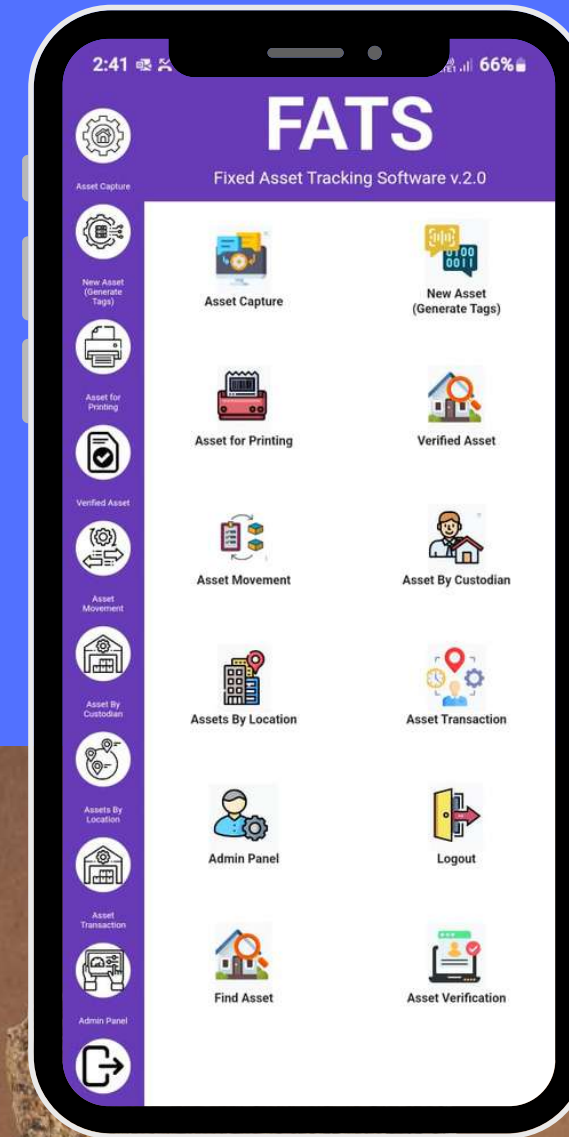 2:41
66%
FATS
Fixed Asset Tracking Software v.2.0
Asset Capture
New Asset
(Generate
Tags)
Asset for
Printing
Verified Asset
Asset
Movement
Asset By
Custodian
Assets By
Location
Asset
Transaction
Admin Panel
Asset Capture
New Asset
(Generate Tags)
0100
0011
Asset for Printing
Verified Asset
Asset Movement
Asset By Custodian
Assets By Location
Asset Transaction
Admin Panel
Logout
Find Asset
Asset Verification